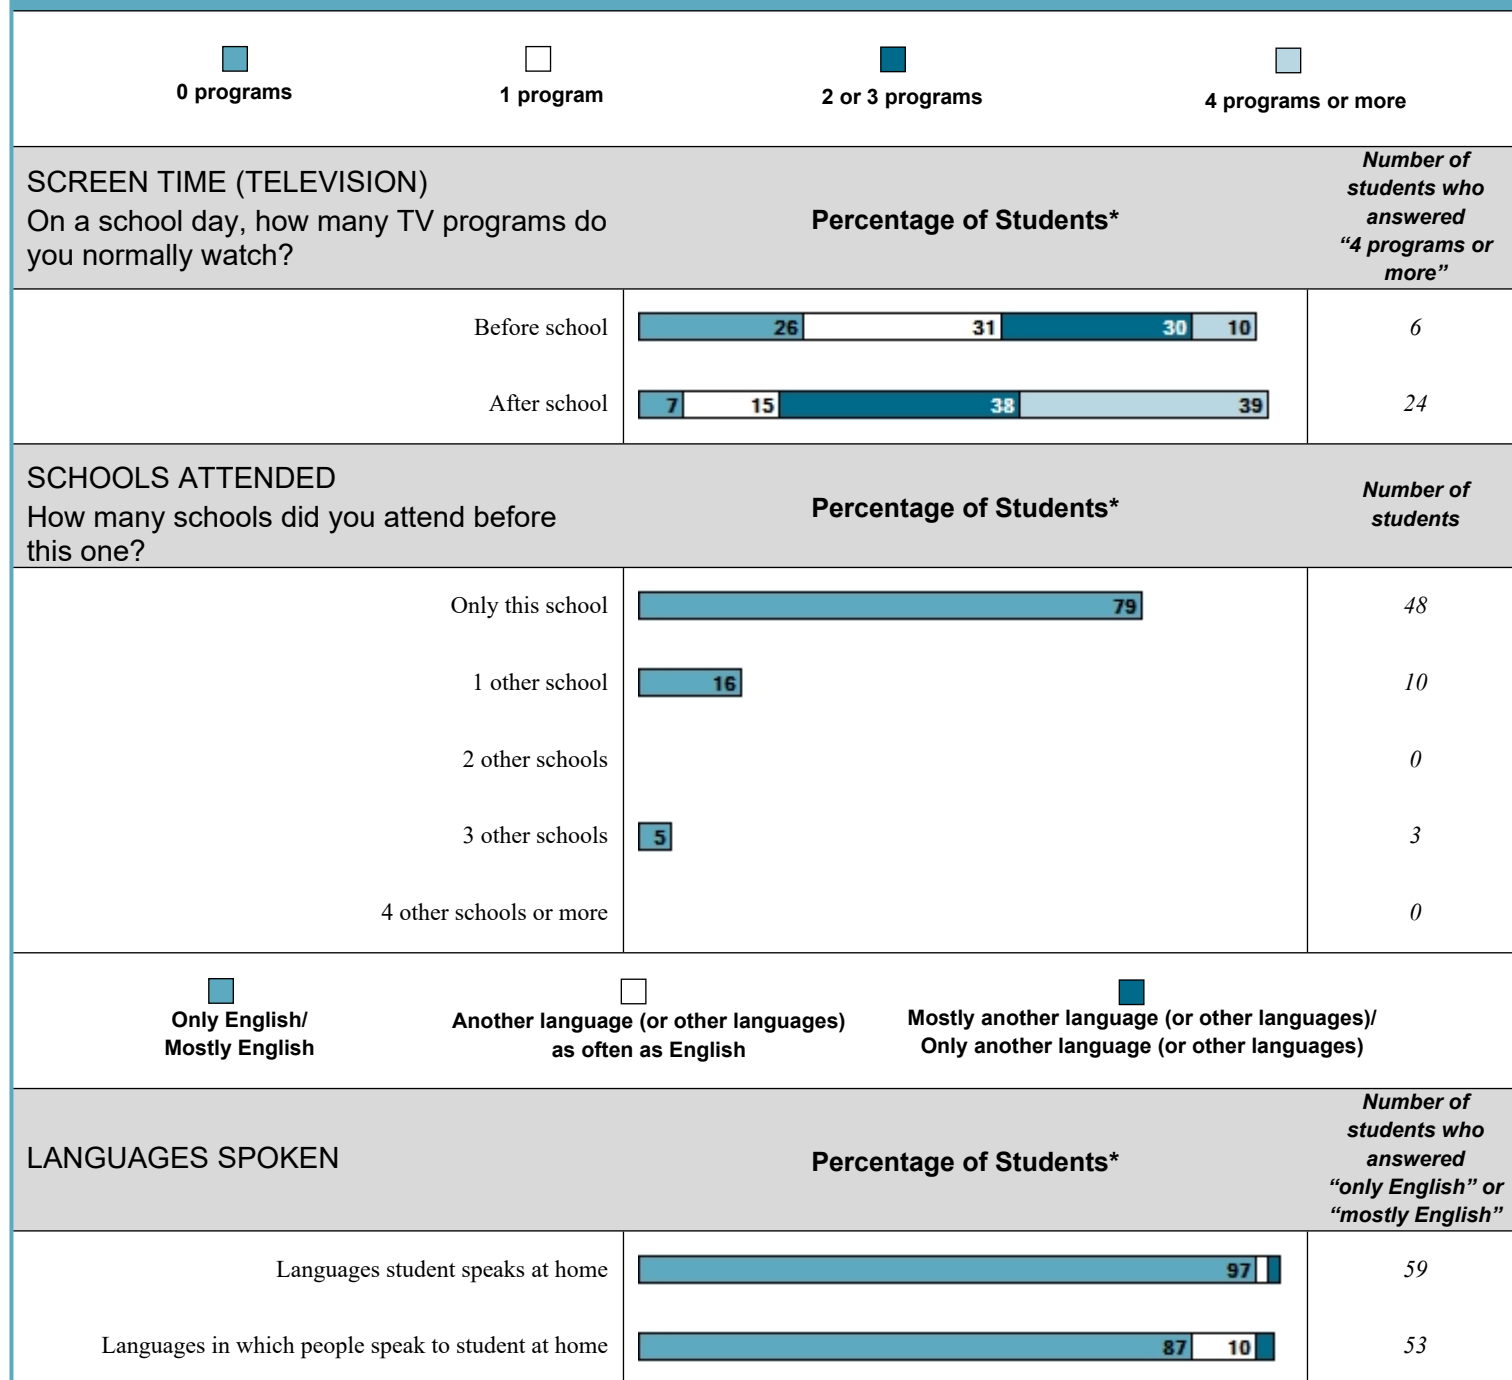 0 programs
1 program
2 or 3 programs
4 programs or more
SCREEN TIME (TELEVISION)
On a school day, how many TV programs do
you normally watch?
Percentage of Students*
Number of
students who
answered
“4 programs or
more”
Before school
26 31 30 10
6
After school
7 15 38 39
24
SCHOOLS ATTENDED
How many schools did you attend before
this one?
Percentage of Students*
Number of
students
Only this school
79
48
1 other school
16
10
2 other schools
0
3 other schools
5
3
4 other schools or more
0
Only English/
Mostly English
Another language (or other languages)
as often as English
Mostly another language (or other languages)/
Only another language (or other languages)
LANGUAGES SPOKEN
Percentage of Students*
Number of
students who
answered
“only English” or
“mostly English”
Languages student speaks at home
97
59
Languages in which people speak to student at home
87 10
53